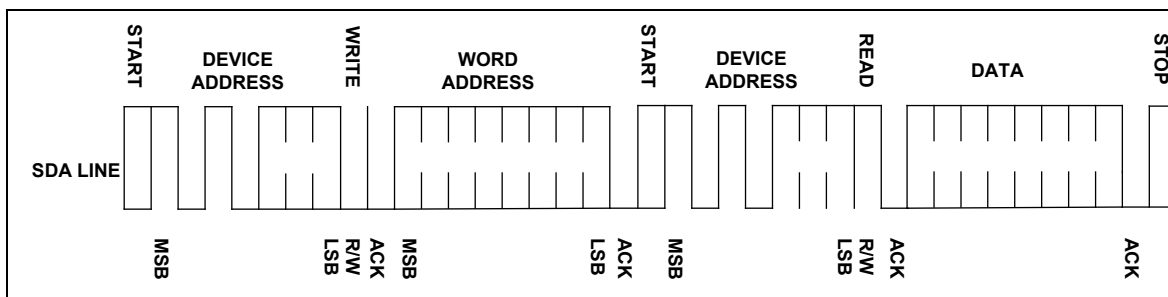 START
DEVICE
ADDRESS
WRITE
WORD
ADDRESS
START
DEVICE
ADDRESS
READ
DATA
STOP
SDA LINE
MSB
LSB
R/W
ACK
MSB
LSB
ACK
MSB
LSB
R/W
ACK
ACK